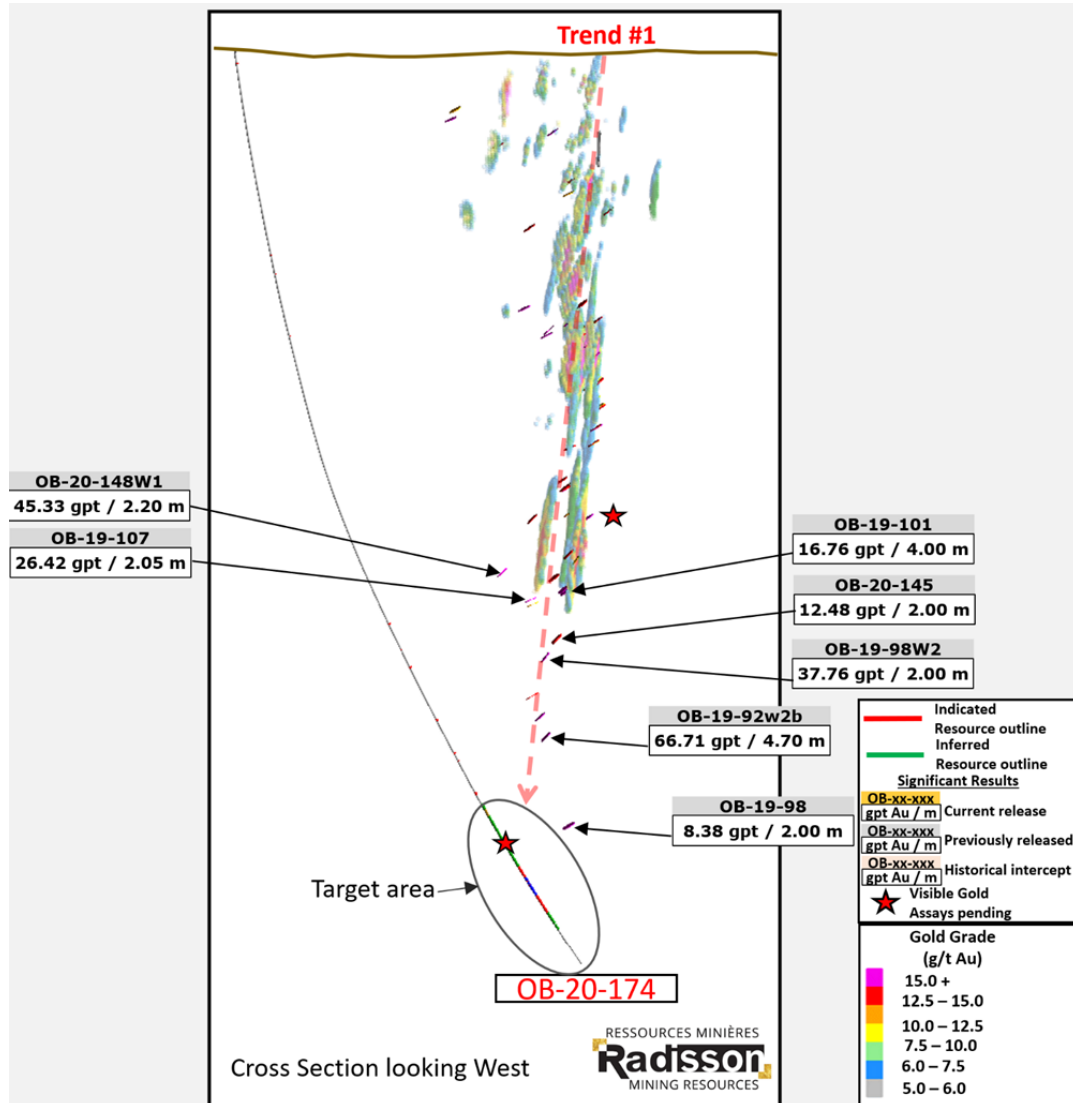 Trend #1
OB-20-148W1
45.33 gpt / 2.20 m
OB-19-107
26.42 gpt / 2.05 m
OB-19-101
16.76 gpt / 4.00 m
OB-20-145
12.48 gpt / 2.00 m
OB-19-98W2
37.76 gpt / 2.00 m
OB-19-92w2b
66.71 gpt / 4.70 m
OB-19-98
8.38 gpt / 2.00 m
Target area
OB-20-174
Cross Section looking West
RESSOURCES MINIÈRES
Radisson
MINING RESOURCES
Indicated
Resource outline
Inferred
Resource outline
Significant Results
OB-xx-xxx
gpt Au / m
Current release
OB-xx-xxx
gpt Au / m
Previously released
OB-xx-xxx
gpt Au / m
Historical intercept
Visible Gold
Assays pending
Gold Grade
(g/t Au)
15.0 +
12.5 – 15.0
10.0 – 12.5
7.5 – 10.0
6.0 – 7.5
5.0 – 6.0